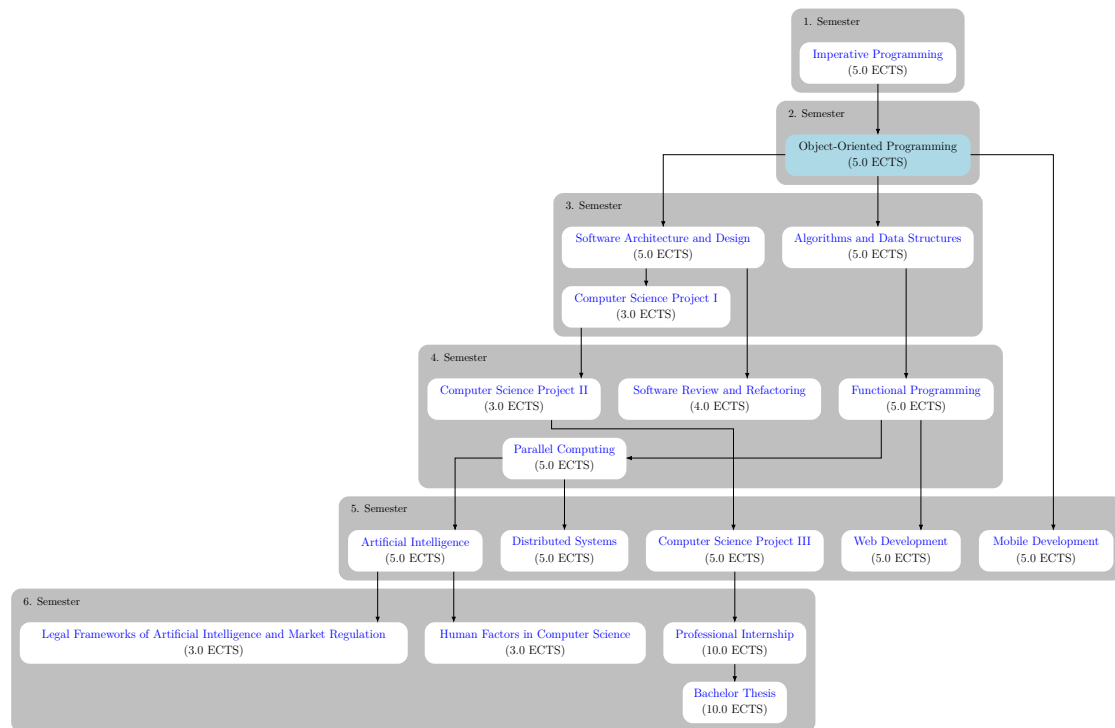 1. Semester
Imperative Programming
(5.0 ECTS)
2. Semester
Object-Oriented Programming
(5.0 ECTS)
3. Semester
Software Architecture and Design
(5.0 ECTS)
Algorithms and Data Structures
(5.0 ECTS)
Computer Science Project I
(3.0 ECTS)
4. Semester
Computer Science Project II
(3.0 ECTS)
Software Review and Refactoring
(4.0 ECTS)
Functional Programming
(5.0 ECTS)
Parallel Computing
(5.0 ECTS)
5. Semester
Artificial Intelligence
(5.0 ECTS)
Distributed Systems
(5.0 ECTS)
Computer Science Project III
(5.0 ECTS)
Web Development
(5.0 ECTS)
Mobile Development
(5.0 ECTS)
6. Semester
Legal Frameworks of Artificial Intelligence and Market Regulation
(3.0 ECTS)
Human Factors in Computer Science
(3.0 ECTS)
Professional Internship
(10.0 ECTS)
Bachelor Thesis
(10.0 ECTS)